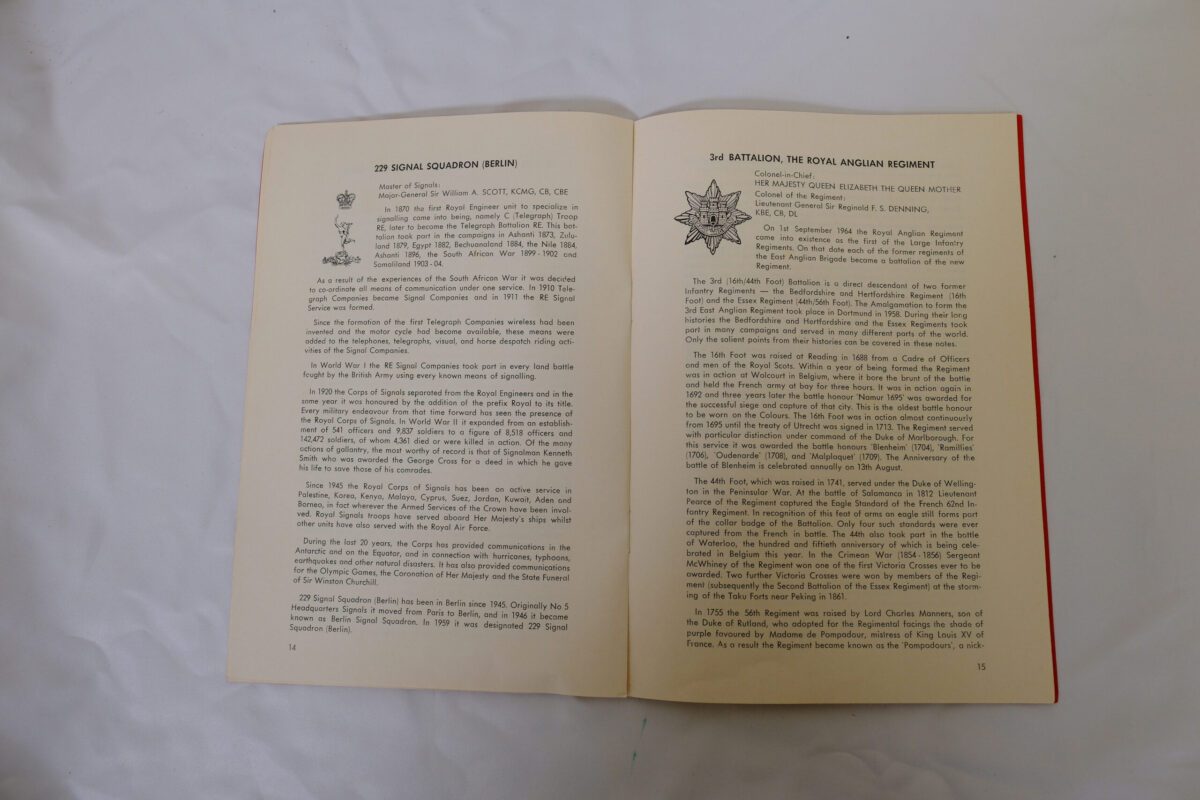 229 SIGNAL SQUADRON (BERLIN)
Master of Signals:
Major-General Sir William A. SCOTT, KCMG, CB, CBE
In 1870 the first Royal Engineer unit to specialize in
signalling came into being, namely C (Telegraph) Troop
RE, later to become the Telegraph Battalion RE. This bat-
talion took part in the campaigns in Ashanti 1873, Zulu-
land 1879, Egypt 1882, Bechuanaland 1884, the Nile 1884,
Ashanti 1896, the South African War 1899 - 1902 and
Somaliland 1903 - 04.
As a result of the experiences of the South African War it was decided
to co-ordinate all means of communication under one service. In 1910 Tele-
graph Companies became Signal Companies and in 1911 the RE Signal
Service was formed.
Since the formation of the first Telegraph Companies wireless had been
invented and the motor cycle had become available, these means were
added to the telephones, telegraphs, visual, and horse despatch riding acti-
vities of the Signal Companies.
In World War I the RE Signal Companies took part in every land battle
fought by the British Army using every known means of signalling.
In 1920 the Corps of Signals separated from the Royal Engineers and in the
same year it was honoured by the addition of the prefix Royal to its title.
Every military endeavour from that time forward has seen the presence of
the Royal Corps of Signals. In World War II it expanded from an establish-
ment of 541 officers and 9,837 soldiers to a figure of 8,518 officers and
142,472 soldiers, of whom 4,361 died or were killed in action. Of the many
actions of gallantry, the most worthy of record is that of Signalman Kenneth
Smith who was awarded the George Cross for a deed in which he gave
his life to save those of his comrades.
Since 1945 the Royal Corps of Signals has been on active service in
Palestine, Korea, Kenya, Malaya, Cyprus, Suez, Jordan, Kuwait, Aden and
Borneo, in fact wherever the Armed Services of the Crown have been invol-
ved. Royal Signals troops have served aboard Her Majesty's ships whilst
other units have also served with the Royal Air Force.
During the last 20 years, the Corps has provided communications in the
Antarctic and on the Equator, and in connection with hurricanes, typhoons,
earthquakes and other natural disasters. It has also provided communications
for the Olympic Games, the Coronation of Her Majesty and the State Funeral
of Sir Winston Churchill.
229 Signal Squadron (Berlin) has been in Berlin since 1945. Originally No 5
Headquarters Signals it moved from Paris to Berlin, and in 1946 it became
known as Berlin Signal Squadron. In 1959 it was designated 229 Signal
Squadron (Berlin).
14
3rd BATTALION, THE ROYAL ANGLIAN REGIMENT
Colonel-in-Chief:
HER MAJESTY QUEEN ELIZABETH THE QUEEN MOTHER
Colonel of the Regiment:
Lieutenant General Sir Reginald F. S. DENNING,
KBE, CB, DL
On 1st September 1964 the Royal Anglian Regiment
came into existence as the first of the Large Infantry
Regiments. On that date each of the former regiments of
the East Anglian Brigade became a battalion of the new
Regiment.
The 3rd (16th/44th Foot) Battalion is a direct descendant of two former
Infantry Regiments — the Bedfordshire and Hertfordshire Regiment (16th
Foot) and the Essex Regiment (44th/56th Foot). The Amalgamation to form the
3rd East Anglian Regiment took place in Dortmund in 1958. During their long
histories the Bedfordshire and Hertfordshire and the Essex Regiments took
part in many campaigns and served in many different parts of the world.
Only the salient points from their histories can be covered in these notes.
The 16th Foot was raised at Reading in 1688 from a Cadre of Officers
and men of the Royal Scots. Within a year of being formed the Regiment
was in action at Walcourt in Belgium, where it bore the brunt of the battle
and held the French army at bay for three hours. It was in action again in
1692 and three years later the battle honour 'Namur 1695' was awarded for
the successful siege and capture of that city. This is the oldest battle honour
to be worn on the Colours. The 16th Foot was in action almost continuously
from 1695 until the treaty of Utrecht was signed in 1713. The Regiment served
with particular distinction under command of the Duke of Marlborough. For
this service it was awarded the battle honours 'Blenheim' (1704), 'Ramillies'
(1706), 'Oudenarde' (1708), and 'Malploquet' (1709). The Anniversary of the
battle of Blenheim is celebrated annually on 13th August.
The 44th Foot, which was raised in 1741, served under the Duke of Welling-
ton in the Peninsular War. At the battle of Salamanca in 1812 Lieutenant
Pearce of the Regiment captured the Eagle Standard of the French 62nd In-
fantry Regiment. In recognition of this feat of arms an eagle still forms part
of the collar badge of the Battalion. Only four such standards were ever
captured from the French in battle. The 44th also took part in the battle
of Waterloo, the hundred and fiftieth anniversary of which is being cele-
brated in Belgium this year. In the Crimean War (1854 - 1856) Sergeant
McWhiney of the Regiment won one of the first Victoria Crosses ever to be
awarded. Two further Victoria Crosses were won by members of the Regi-
ment (subsequently the Second Battalion of the Essex Regiment) at the storm-
ing of the Taku Forts near Peking in 1861.
In 1755 the 56th Regiment was raised by Lord Charles Manners, son of
the Duke of Rutland, who adopted for the Regimental facings the shade of
purple favoured by Madame de Pompadour, mistress of King Louis XV of
France. As a result the Regiment became known as the 'Pompadours', a nick-
15